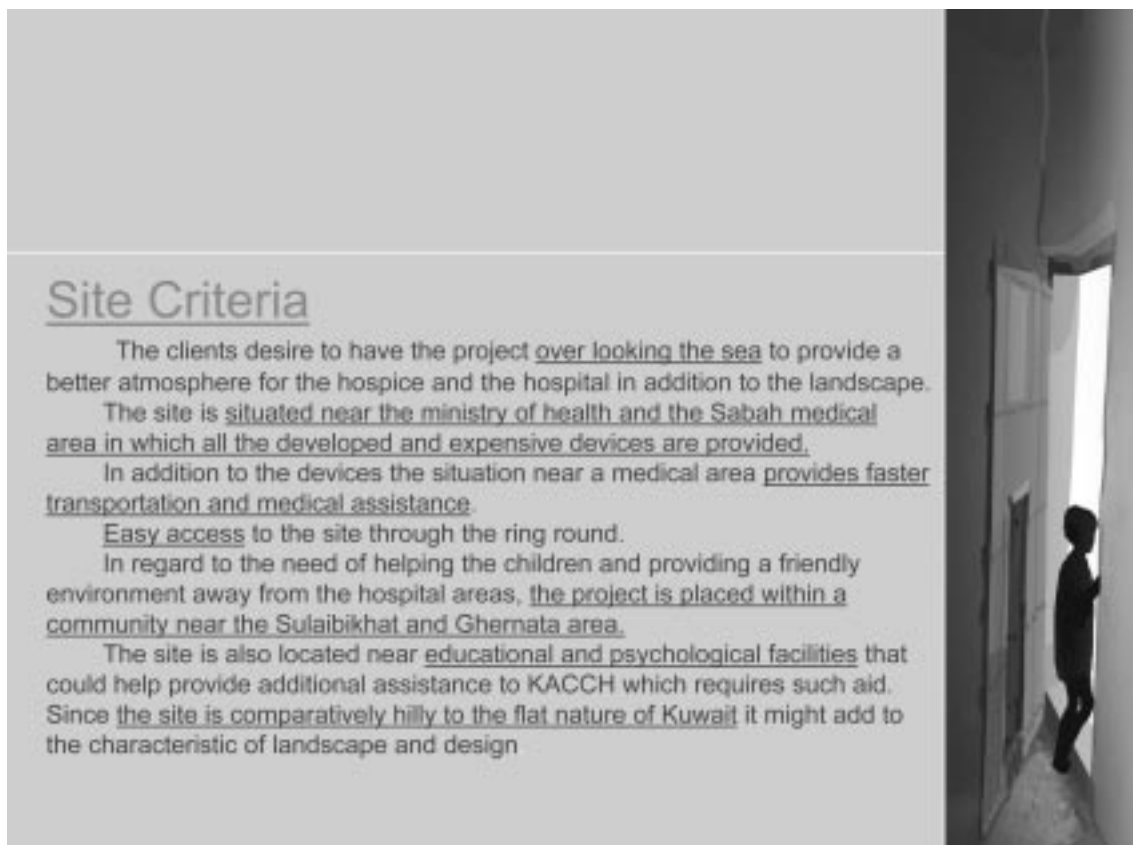 Site Criteria
The clients desire to have the project over looking the sea to provide a
better atmosphere for the hospice and the hospital in addition to the landscape.
The site is situated near the ministry of health and the Sabah medical
area in which all the developed and expensive devices are provided.
In addition to the devices the situation near a medical area provides faster
transportation and medical assistance.
Easy access to the site through the ring round.
In regard to the need of helping the children and providing a friendly
environment away from the hospital areas, the project is placed within a
community near the Sulaibikhat and Ghernata area.
The site is also located near educational and psychological facilities that
could help provide additional assistance to KACCH which requires such aid.
Since the site is comparatively hilly to the flat nature of Kuwait it might add to
the characteristic of landscape and design